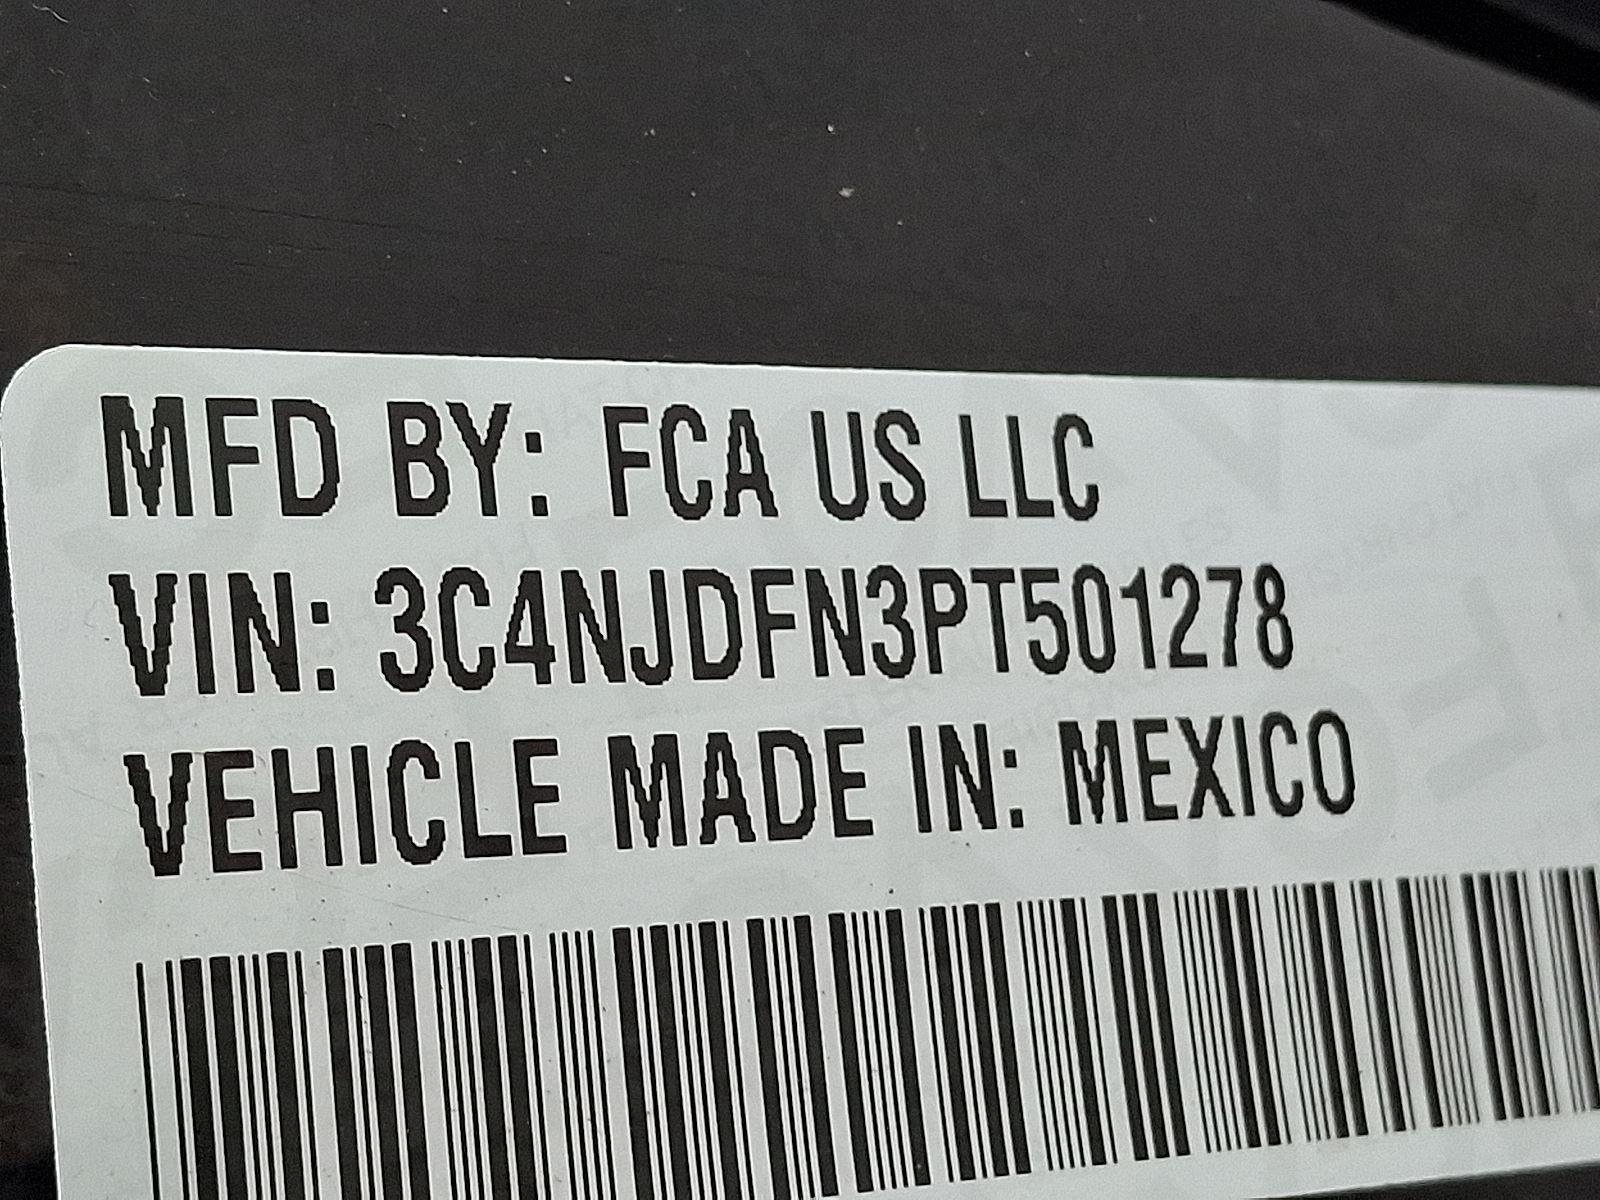 MFD BY: FCA US LLC
VIN: 3C4NJDFN3PT501278
VEHICLE MADE IN: MEXICO